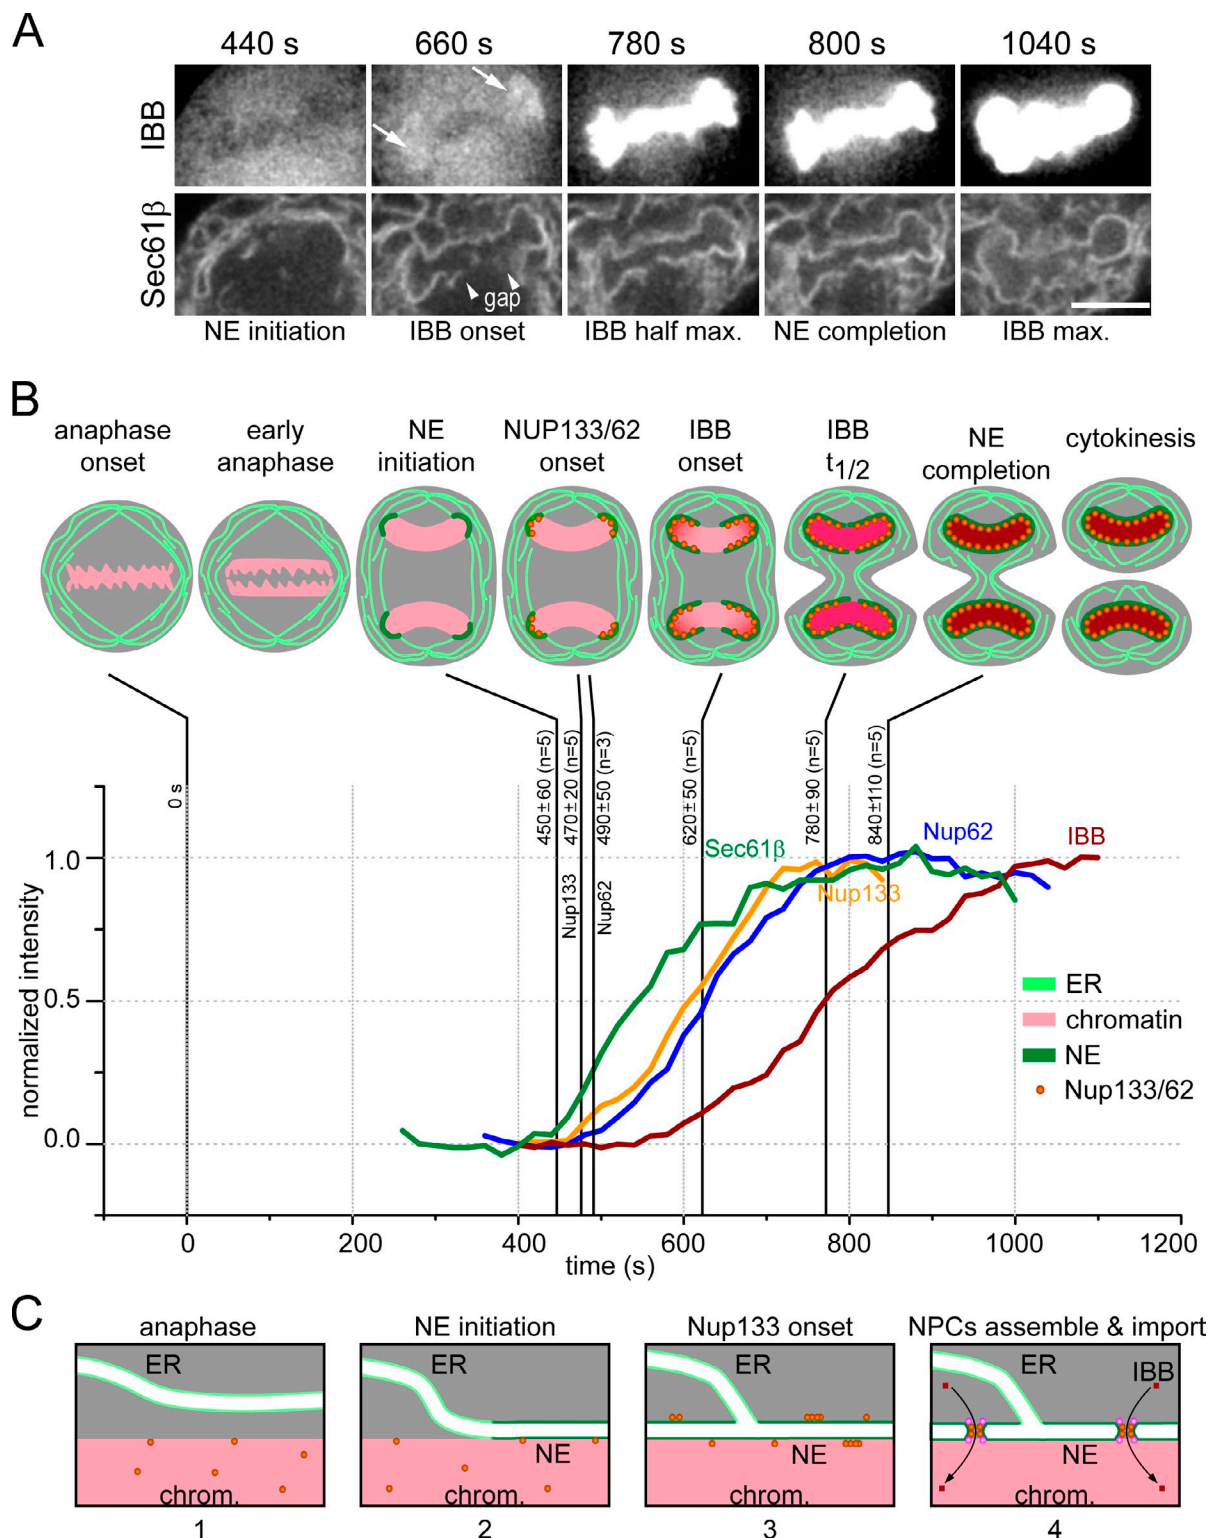 A
440 s 660 s 780 s 800 s 1040 s
IBB
Sec61β
gap
NE initiation IBB onset IBB half max. NE completion IBB max.
B
anaphase onset
early anaphase
NE initiation
NUP133/62 onset
IBB onset
IBB t1/2
NE completion
cytokinesis
0 s
450±60 (n=5)
470±20 (n=5)
490±50 (n=3)
620±50 (n=5)
780±90 (n=5)
840±110 (n=5)
Nup133
Nup62
Sec61β
Nup133
Nup62
IBB
normalized intensity
1.0
0.5
0.0
ER
chromatin
NE
Nup133/62
0 200 400 600 800 1000 1200
time (s)
C
anaphase NE initiation Nup133 onset NPCs assemble & import
ER ER ER ER IBB
NE NE NE
chrom. chrom. chrom. chrom.
1 2 3 4